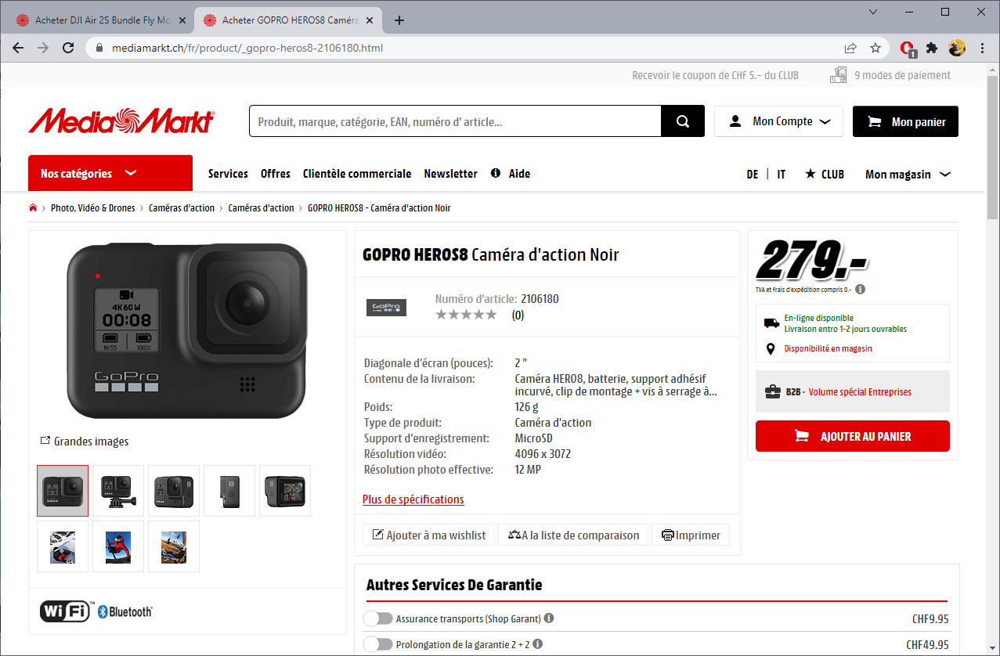 Acheter DJI Air 2S Bundle Fly Mo
Acheter GOPRO HEROS8 Caméra
mediamarkt.ch/fr/product/_gopro-heros8-2106180.html
1
Recevoir le coupon de CHF 5.– du CLUB
9 modes de paiement
Media Markt
Produit, marque, catégorie, EAN, numéro d' article...
Mon Compte
Mon panier
Nos catégories
Services
Offres
Clientèle commerciale
Newsletter
Aide
DE | IT
CLUB
Mon magasin
Photo, Vidéo & Drones › Caméras d'action › Caméras d'action › GOPRO HEROS8 - Caméra d'action Noir
4K60 W
00:08
1H:55
100%
GoPro
Grandes images
WiFi™
Bluetooth®
GOPRO HEROS8 Caméra d'action Noir
GoPro
Numéro d'article: 2106180
(0)
Diagonale d'écran (pouces): 2 "
Contenu de la livraison: Caméra HERO8, batterie, support adhésif
incurvé, clip de montage + vis à serrage à...
Poids: 126 g
Type de produit: Caméra d'action
Support d'enregistrement: MicroSD
Résolution vidéo: 4096 x 3072
Résolution photo effective: 12 MP
Plus de spécifications
Ajouter à ma wishlist
A la liste de comparaison
Imprimer
279.-
TVA et frais d'expédition compris 0.-
En-ligne disponible
Livraison entro 1-2 jours ouvrables
Disponibilité en magasin
B2B · Volume spécial Entreprises
AJOUTER AU PANIER
Autres Services De Garantie
Assurance transports (Shop Garant)
CHF9.95
Prolongation de la garantie 2 + 2
CHF49.95